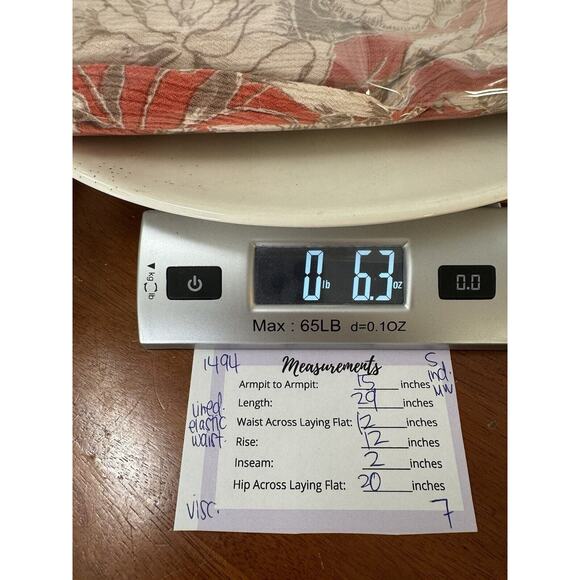 0 lb 6.3 oz
kg lb
0.0
Max : 65LB d=0.1OZ
1494 Measurements S
Armpit to Armpit: 15 inches ind.
Length: 29 inches MW
lined. Waist Across Laying Flat: 12 inches
elastic Rise: 12 inches
waist. Inseam: 2 inches
Hip Across Laying Flat: 20 inches
visc. 7